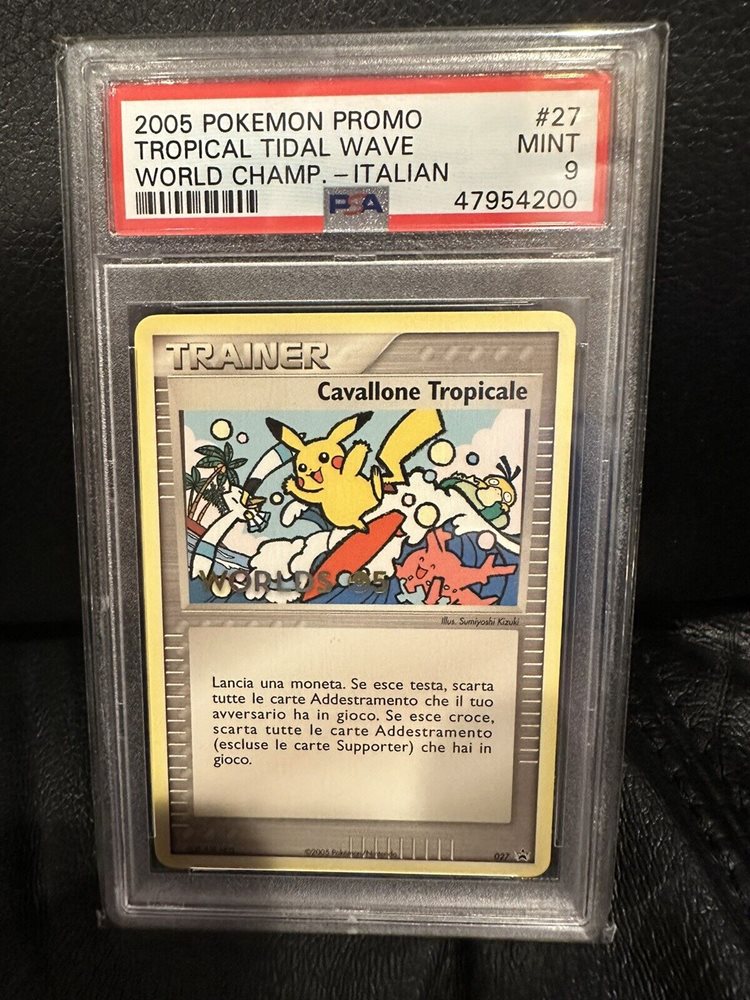 2005 POKEMON PROMO #27
TROPICAL TIDAL WAVE MINT
WORLD CHAMP. - ITALIAN 9
PSA 47954200
TRAINER
Cavallone Tropicale
WORLDS 05
Illus. Sumiyoshi Kizuki
Lancia una moneta. Se esce testa, scarta
tutte le carte Addestramento che il tuo
avversario ha in gioco. Se esce croce,
scarta tutte le carte Addestramento
(escluse le carte Supporter) che hai in
gioco.
©2005 Pokémon/Nintendo
027